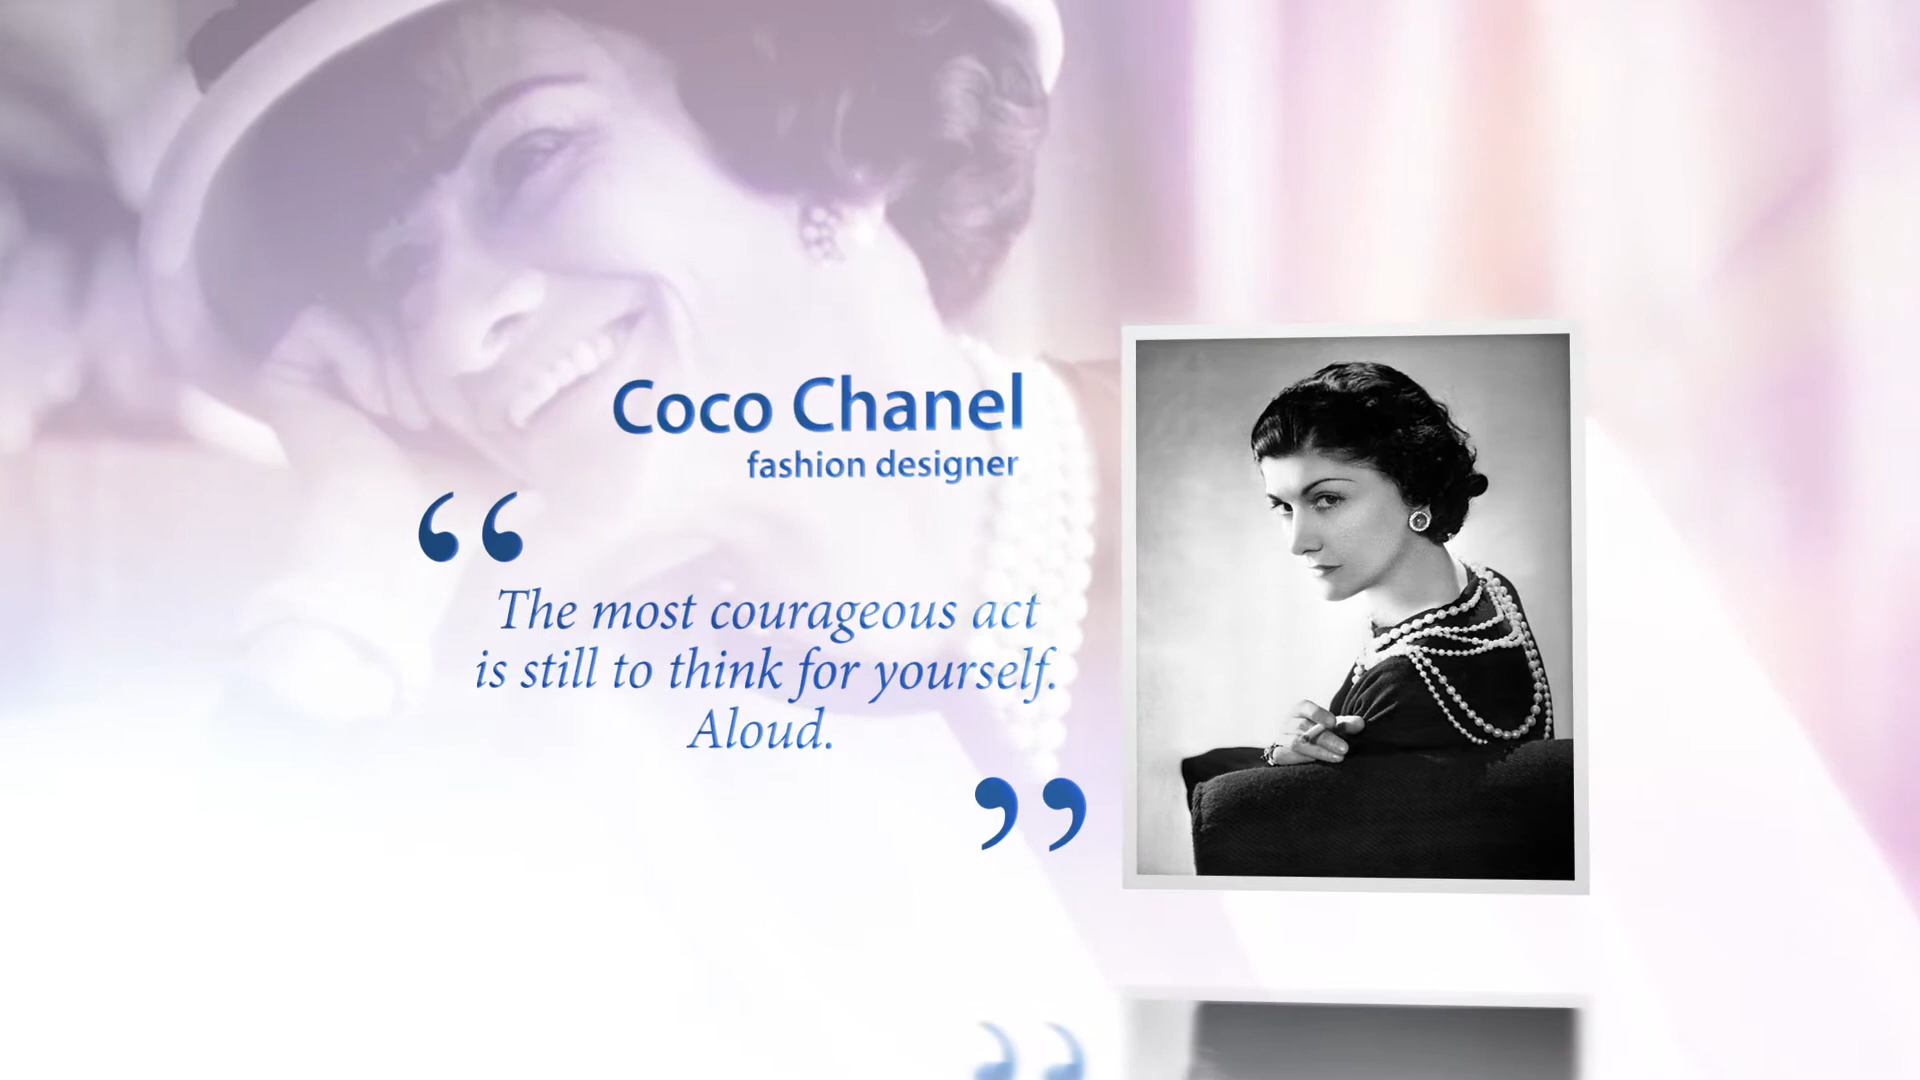 Coco Chanel
fashion designer
“
The most courageous act
is still to think for yourself.
Aloud.
”